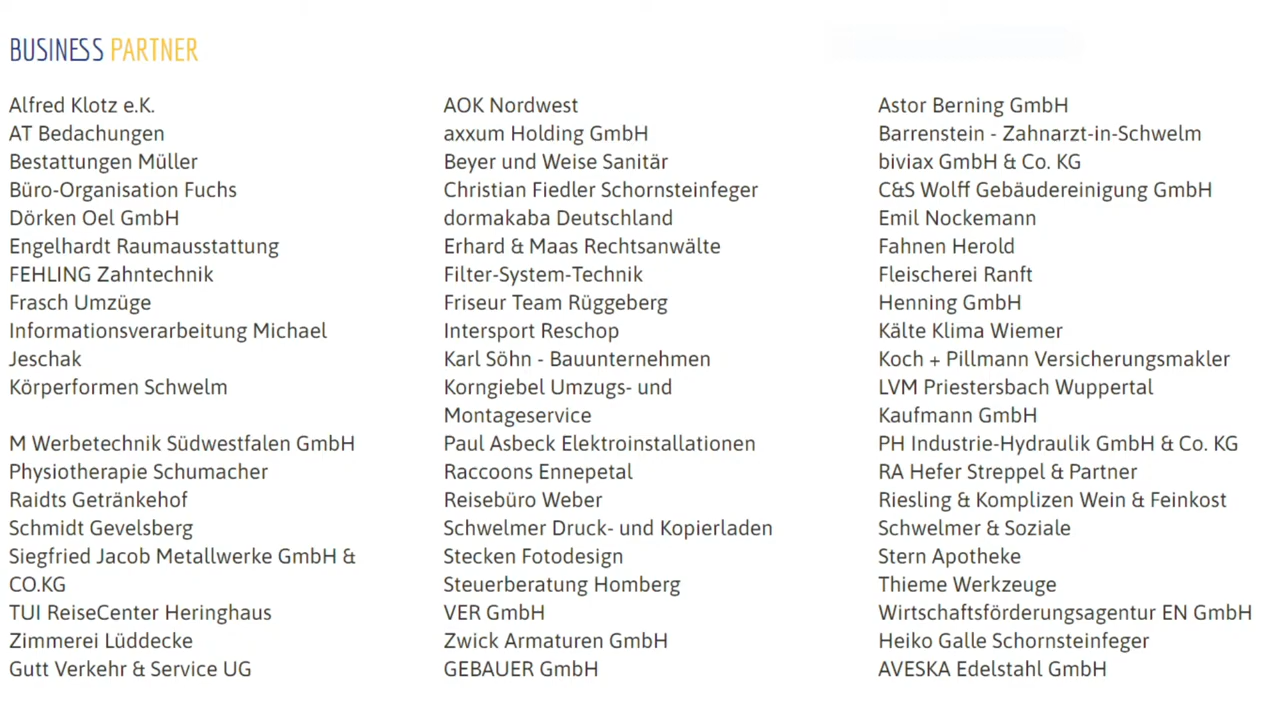 BUSINESS PARTNER
Alfred Klotz e.K.
AT Bedachungen
Bestattungen Müller
Büro-Organisation Fuchs
Dörken Oel GmbH
Engelhardt Raumausstattung
FEHLING Zahntechnik
Frasch Umzüge
Informationsverarbeitung Michael
Jeschak
Körperformen Schwelm
M Werbetechnik Südwestfalen GmbH
Physiotherapie Schumacher
Raidts Getränkehof
Schmidt Gevelsberg
Siegfried Jacob Metallwerke GmbH &
CO.KG
TUI ReiseCenter Heringhaus
Zimmerei Lüddecke
Gutt Verkehr & Service UG
AOK Nordwest
axxum Holding GmbH
Beyer und Weise Sanitär
Christian Fiedler Schornsteinfeger
dormakaba Deutschland
Erhard & Maas Rechtsanwälte
Filter-System-Technik
Friseur Team Rüggeberg
Intersport Reschop
Karl Söhn - Bauunternehmen
Korngiebel Umzugs- und
Montageservice
Paul Asbeck Elektroinstallationen
Raccoons Ennepetal
Reisebüro Weber
Schwelmer Druck- und Kopierladen
Stecken Fotodesign
Steuerberatung Homberg
VER GmbH
Zwick Armaturen GmbH
GEBAUER GmbH
Astor Berning GmbH
Barrenstein - Zahnarzt-in-Schwelm
biviax GmbH & Co. KG
C&S Wolff Gebäudereinigung GmbH
Emil Nockemann
Fahnen Herold
Fleischerei Ranft
Henning GmbH
Kälte Klima Wiemer
Koch + Pillmann Versicherungsmakler
LVM Priestersbach Wuppertal
Kaufmann GmbH
PH Industrie-Hydraulik GmbH & Co. KG
RA Hefer Streppel & Partner
Riesling & Komplizen Wein & Feinkost
Schwelmer & Soziale
Stern Apotheke
Thieme Werkzeuge
Wirtschaftsförderungsagentur EN GmbH
Heiko Galle Schornsteinfeger
AVESKA Edelstahl GmbH